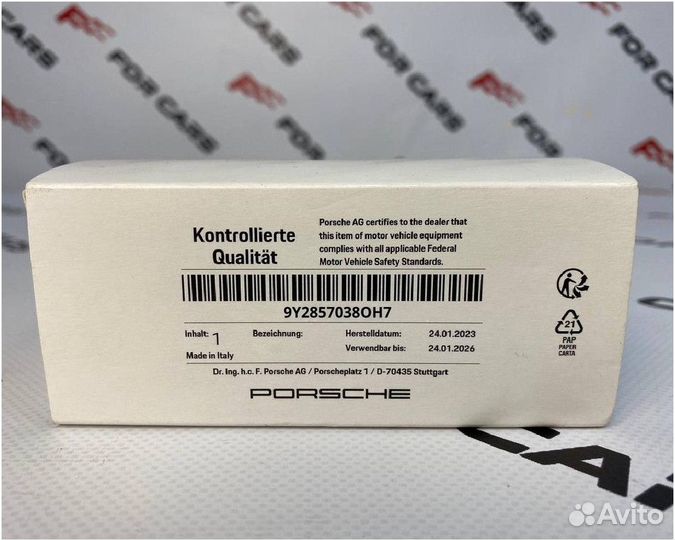 FOR CARS
FOR CARS
FOR CARS
FOR CARS
Kontrollierte
Qualität
Porsche AG certifies to the dealer that
this item of motor vehicle equipment
complies with all applicable Federal
Motor Vehicle Safety Standards.
9Y2857038OH7
Inhalt: 1 Bezeichnung: Herstelldatum: 24.01.2023
Made in Italy Verwendbar bis: 24.01.2026
Dr. Ing. h.c. F. Porsche AG / Porscheplatz 1 / D-70435 Stuttgart
PORSCHE
21
PAP
PAPER
CARTA
Avito